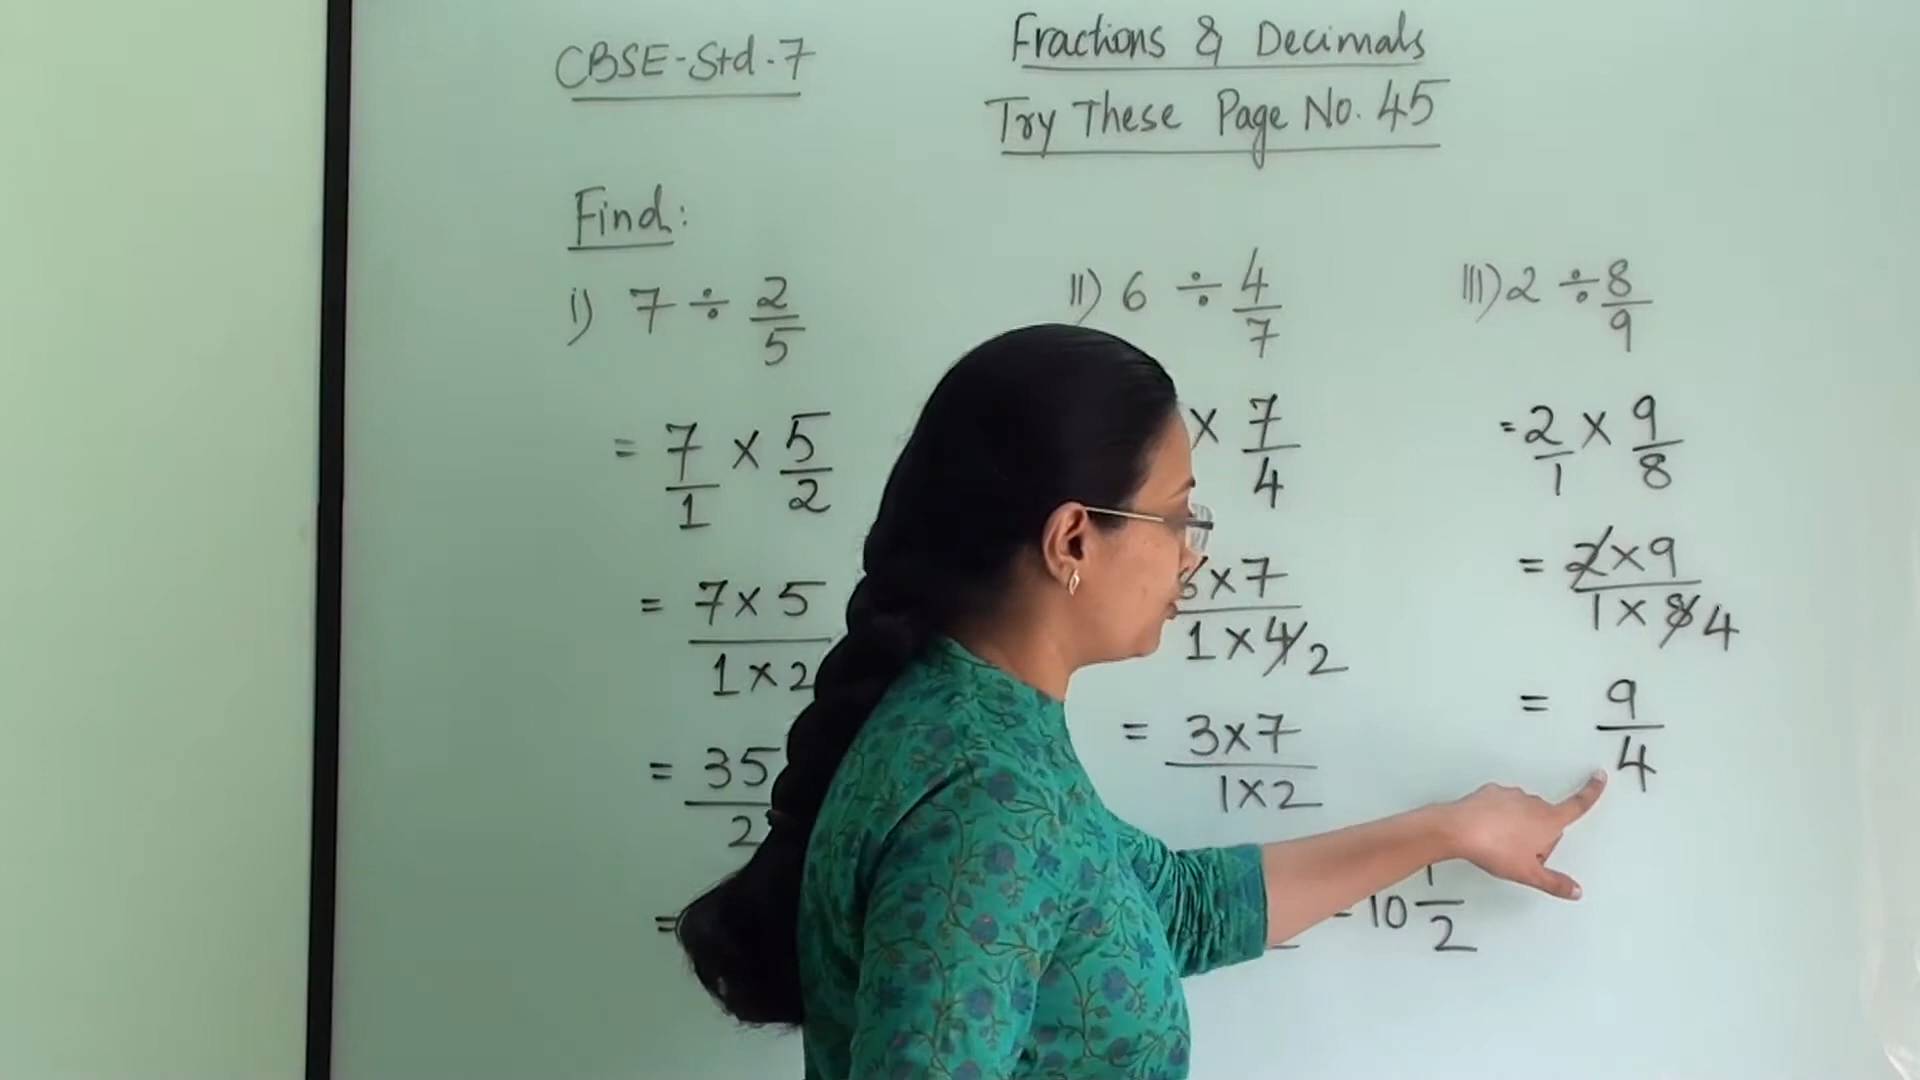 CBSE-Std.7
Fractions & Decimals
Try These Page No. 45
Find:
i) 7 ÷ 2/5
= 7/1 × 5/2
= 7×5 / 1×2
= 35/2
=
II) 6 ÷ 4/7
× 7/4
6×7 / 1×4 2
= 3×7 / 1×2
= 10 1/2
III) 2 ÷ 8/9
= 2/1 × 9/8
= 2×9 / 1×8 4
= 9/4